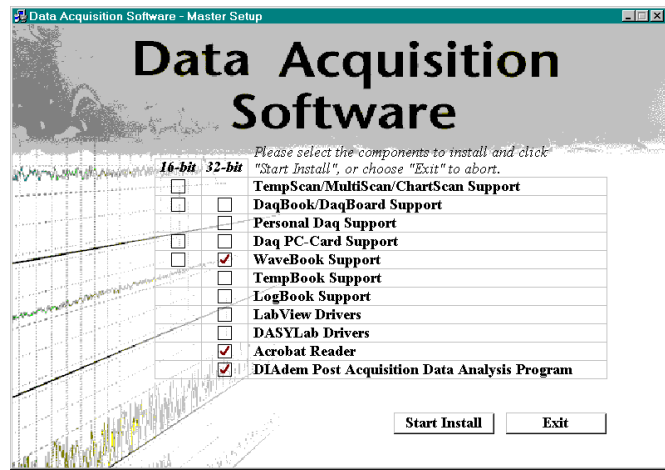 Data Acquisition Software - Master Setup
Data Acquisition
Software
Please select the components to install and click
16-bit 32-bit "Start Install", or choose "Exit" to abort.
TempScan/MultiScan/ChartScan Support
DaqBook/DaqBoard Support
Personal Daq Support
Daq PC-Card Support
WaveBook Support
TempBook Support
LogBook Support
LabView Drivers
DASYLab Drivers
Acrobat Reader
DIAdem Post Acquisition Data Analysis Program
Start Install Exit